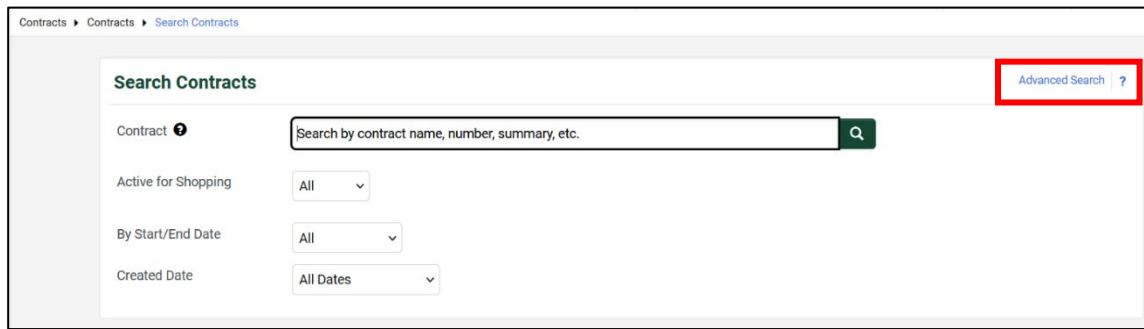 Contracts ▸ Contracts ▸ Search Contracts
Search Contracts
Advanced Search ?
Contract ?
Search by contract name, number, summary, etc.
Active for Shopping
All
By Start/End Date
All
Created Date
All Dates